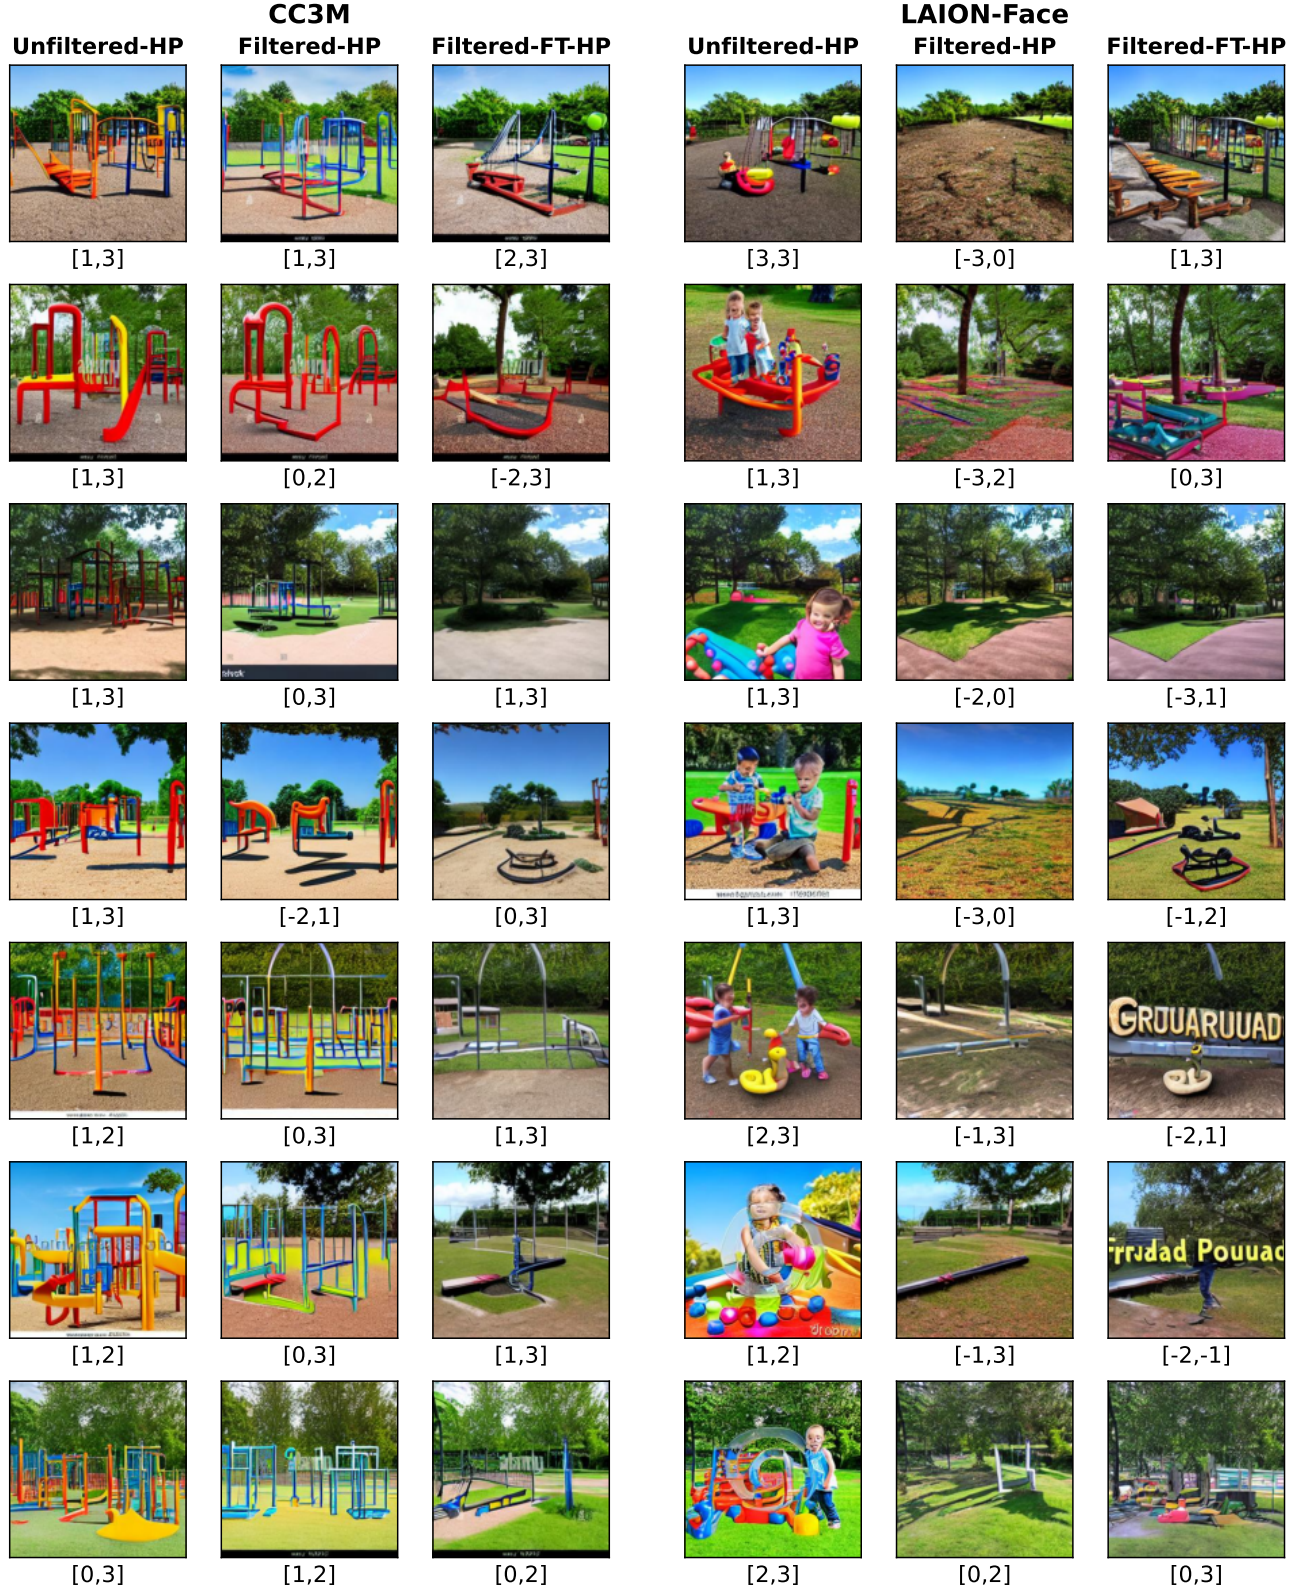 CC3M
LAION-Face
Unfiltered-HP Filtered-HP Filtered-FT-HP Unfiltered-HP Filtered-HP Filtered-FT-HP
[1,3] [1,3] [2,3] [3,3] [-3,0] [1,3]
[1,3] [0,2] [-2,3] [1,3] [-3,2] [0,3]
[1,3] [0,3] [1,3] [1,3] [-2,0] [-3,1]
[1,3] [-2,1] [0,3] [1,3] [-3,0] [-1,2]
GROUARUUAD
[1,2] [0,3] [1,3] [2,3] [-1,3] [-2,1]
Frrdad Pouuad
[1,2] [0,3] [1,3] [1,2] [-1,3] [-2,-1]
[0,3] [1,2] [0,2] [2,3] [0,2] [0,3]